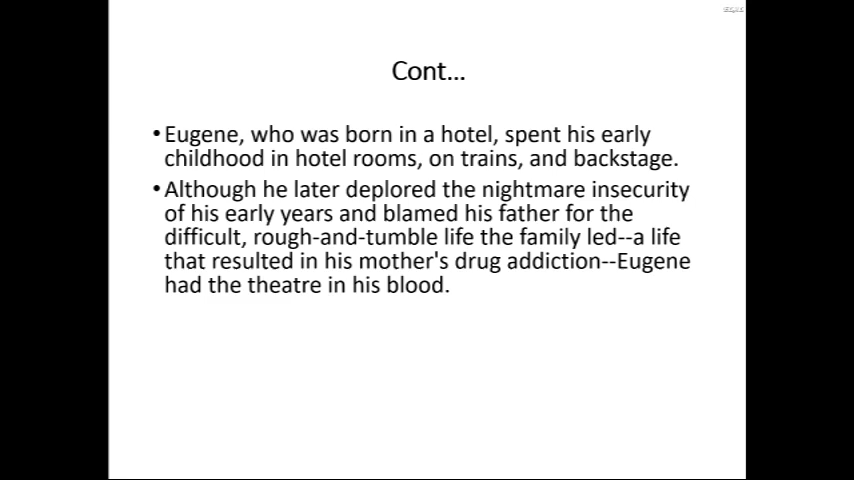 Cont...
•Eugene, who was born in a hotel, spent his early
childhood in hotel rooms, on trains, and backstage.
•Although he later deplored the nightmare insecurity
of his early years and blamed his father for the
difficult, rough-and-tumble life the family led--a life
that resulted in his mother's drug addiction--Eugene
had the theatre in his blood.